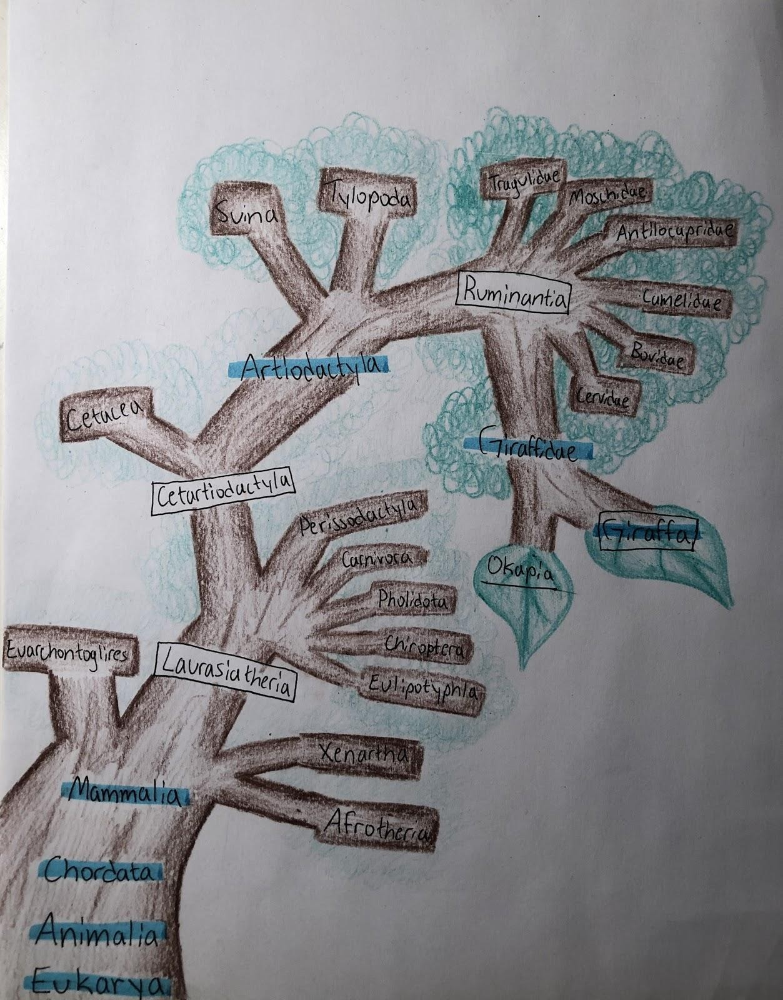 Tragulidae
Moschidae
Suina
Tylopoda
Antilocapridae
Ruminantia
Camelidae
Bovidae
Artiodactyla
Cervidae
Cetacea
Giraffidae
Cetartiodactyla
Perissodactyla
Giraffa
Carnivora
Okapia
Pholidota
Chiroptera
Euarchontoglires
Laurasiatheria
Eulipotyphla
Xenartha
Mammalia
Afrotheria
Chordata
Animalia
Eukarya